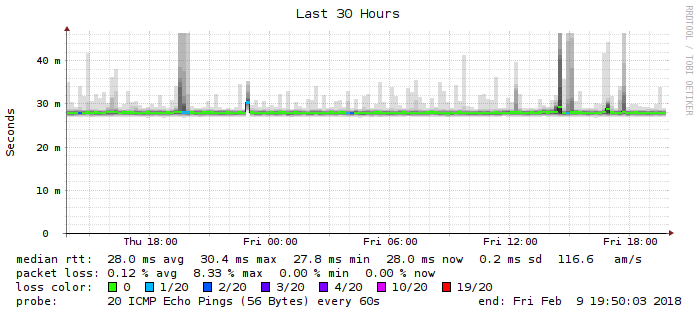 Last 30 Hours
RRDTOOL / TOBI OETIKER
Seconds
40 m
30 m
20 m
10 m
0
Thu 18:00 Fri 00:00 Fri 06:00 Fri 12:00 Fri 18:00
median rtt: 28.0 ms avg 30.4 ms max 27.8 ms min 28.0 ms now 0.2 ms sd 116.6 am/s
packet loss: 0.12 % avg 8.33 % max 0.00 % min 0.00 % now
loss color: 0 1/20 2/20 3/20 4/20 10/20 19/20
probe: 20 ICMP Echo Pings (56 Bytes) every 60s end: Fri Feb 9 19:50:03 2018